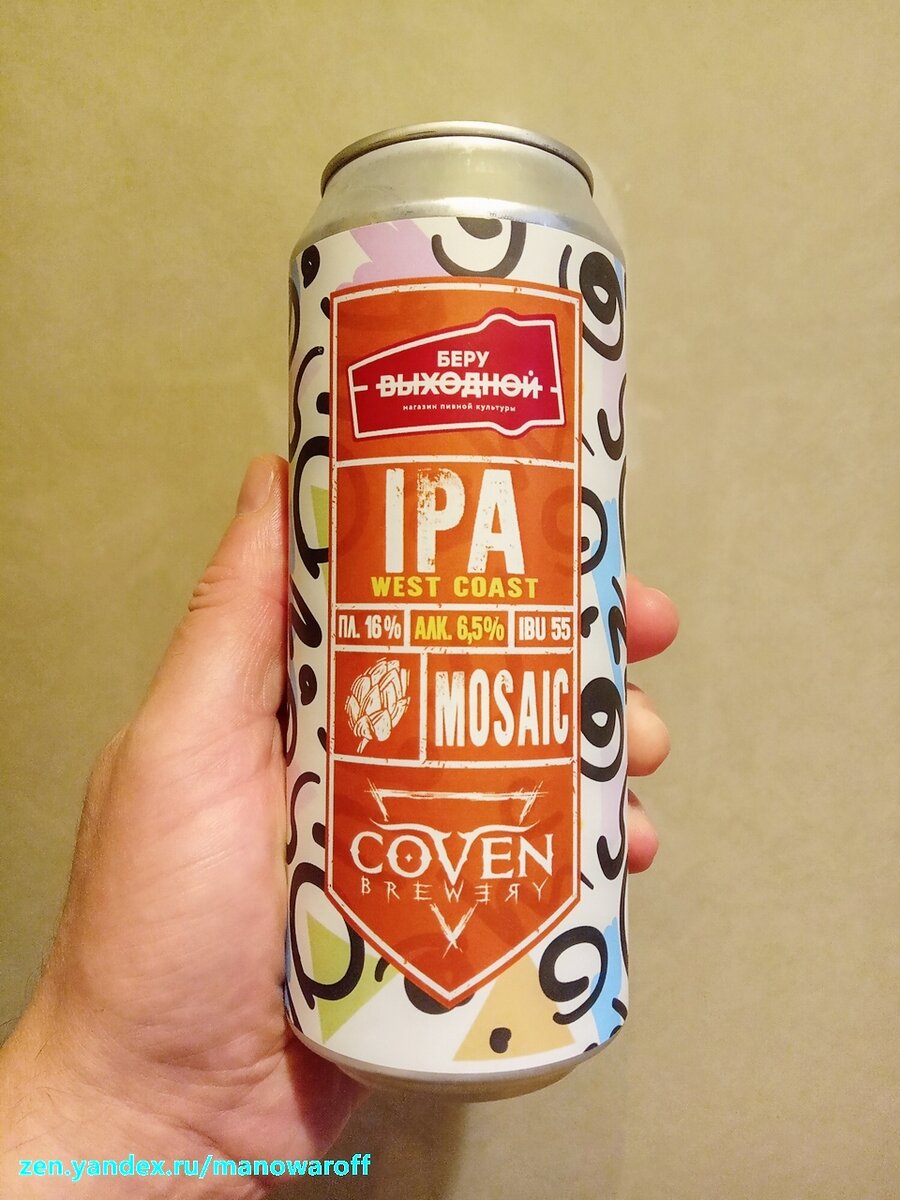 БЕРУ
ВЫХОДНОЙ
магазин пивной культуры
IPA
WEST COAST
ПЛ. 16% АЛК. 6,5% IBU 55
MOSAIC
COVEN
BREWERY
zen.yandex.ru/manowaroff